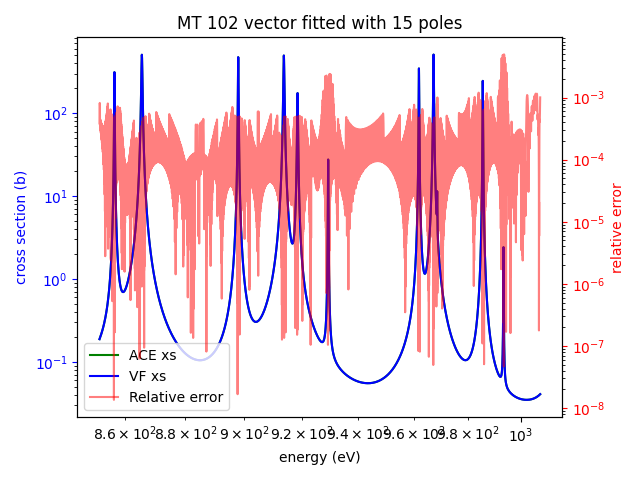 MT 102 vector fitted with 15 poles
cross section (b)
10²
10¹
10⁰
10⁻¹
10⁻³
10⁻⁴
10⁻⁵
10⁻⁶
10⁻⁷
10⁻⁸
relative error
ACE xs
VF xs
Relative error
8.6 × 10² 8.8 × 10² 9 × 10² 9.2 × 10² 9.4 × 10² 9.6 × 10² 9.8 × 10² 10³
energy (eV)